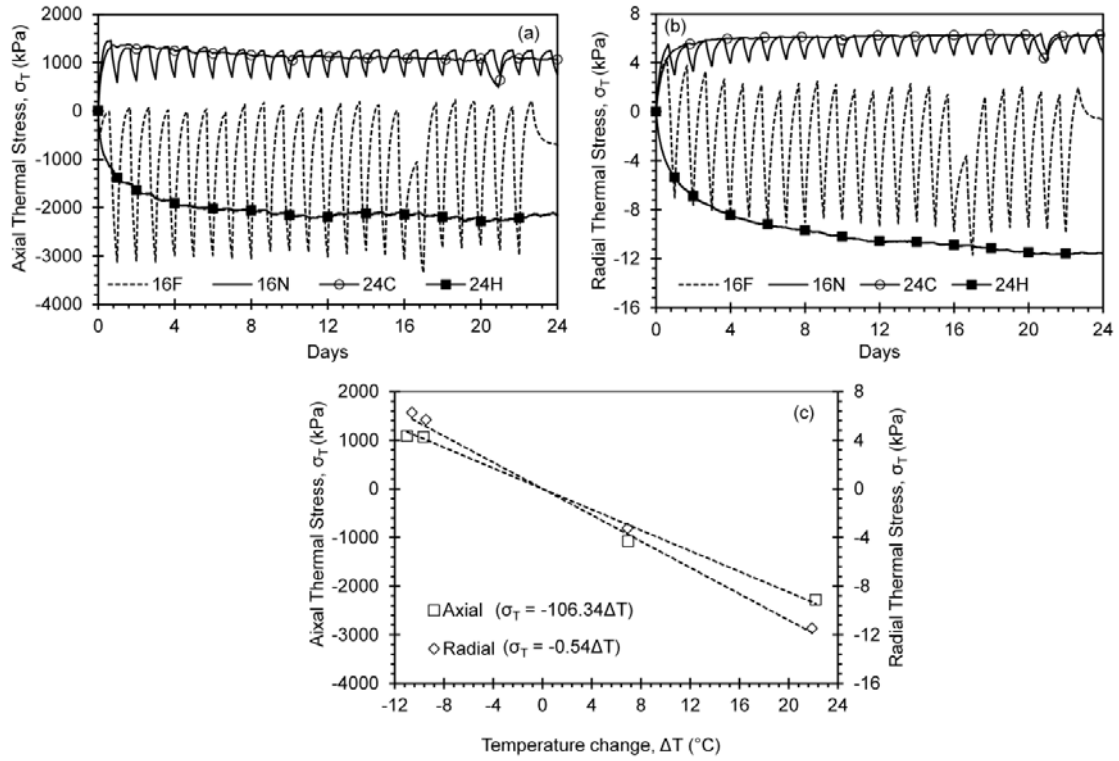 2000
1000
0
-1000
-2000
-3000
-4000
Axial Thermal Stress, σT (kPa)
(a)
16F 16N 24C 24H
0 4 8 12 16 20 24
Days
8
4
0
-4
-8
-12
-16
Radial Thermal Stress, σT (kPa)
(b)
16F 16N 24C 24H
0 4 8 12 16 20 24
Days
2000
1000
0
-1000
-2000
-3000
-4000
Aixal Thermal Stress, σT (kPa)
(c)
Axial (σT = -106.34ΔT)
Radial (σT = -0.54ΔT)
8
4
0
-4
-8
-12
-16
Radial Thermal Stress, σT (kPa)
-12 -8 -4 0 4 8 12 16 20 24
Temperature change, ΔT (°C)